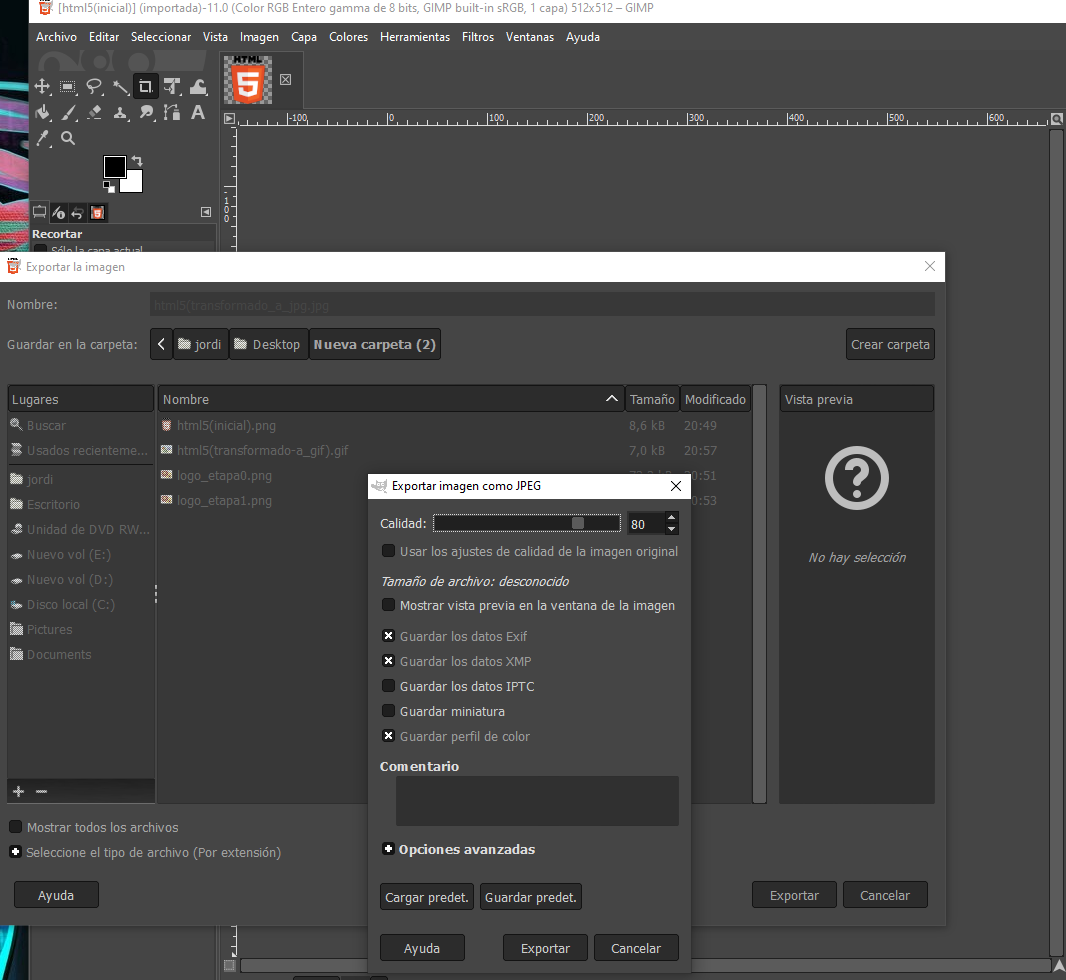 [html5(inicial)] (importada)-11.0 (Color RGB Entero gamma de 8 bits, GIMP built-in sRGB, 1 capa) 512x512 – GIMP
Archivo Editar Seleccionar Vista Imagen Capa Colores Herramientas Filtros Ventanas Ayuda
HTML
5
-100 0 100 200 300 400 500 600
-100
Recortar
Sólo la capa actual
Exportar la imagen
Nombre: html5(transformado_a_jpg.jpg
Guardar en la carpeta: jordi Desktop Nueva carpeta (2) Crear carpeta
Lugares Nombre Tamaño Modificado Vista previa
Buscar html5(inicial).png 8,6 kB 20:49
Usados recienteme... html5(transformado-a_gif).gif 7,0 kB 20:57
jordi logo_etapa0.png :51
Escritorio logo_etapa1.png :53
Unidad de DVD RW...
Nuevo vol (E:)
Nuevo vol (D:)
Disco local (C:)
Pictures
Documents
No hay selección
Mostrar todos los archivos
Seleccione el tipo de archivo (Por extensión)
Ayuda Exportar Cancelar
Exportar imagen como JPEG
Calidad: 80
Usar los ajustes de calidad de la imagen original
Tamaño de archivo: desconocido
Mostrar vista previa en la ventana de la imagen
Guardar los datos Exif
Guardar los datos XMP
Guardar los datos IPTC
Guardar miniatura
Guardar perfil de color
Comentario
Opciones avanzadas
Cargar predet. Guardar predet.
Ayuda Exportar Cancelar